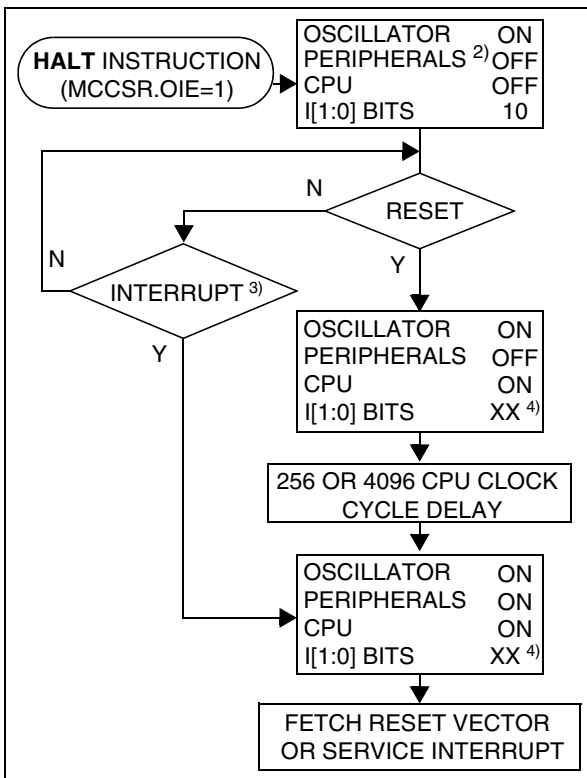 HALT INSTRUCTION
(MCCSR.OIE=1)
OSCILLATOR ON
PERIPHERALS 2) OFF
CPU OFF
I[1:0] BITS 10
N
RESET
N
INTERRUPT 3)
Y
Y
OSCILLATOR ON
PERIPHERALS OFF
CPU ON
I[1:0] BITS XX 4)
256 OR 4096 CPU CLOCK
CYCLE DELAY
OSCILLATOR ON
PERIPHERALS ON
CPU ON
I[1:0] BITS XX 4)
FETCH RESET VECTOR
OR SERVICE INTERRUPT